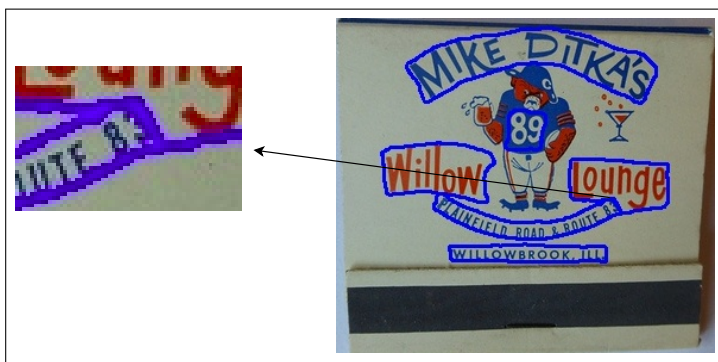 MIKE DITKA'S
89
Willow Lounge
PLAINFIELD ROAD & ROUTE 83
WILLOWBROOK, ILL.
UTE 83